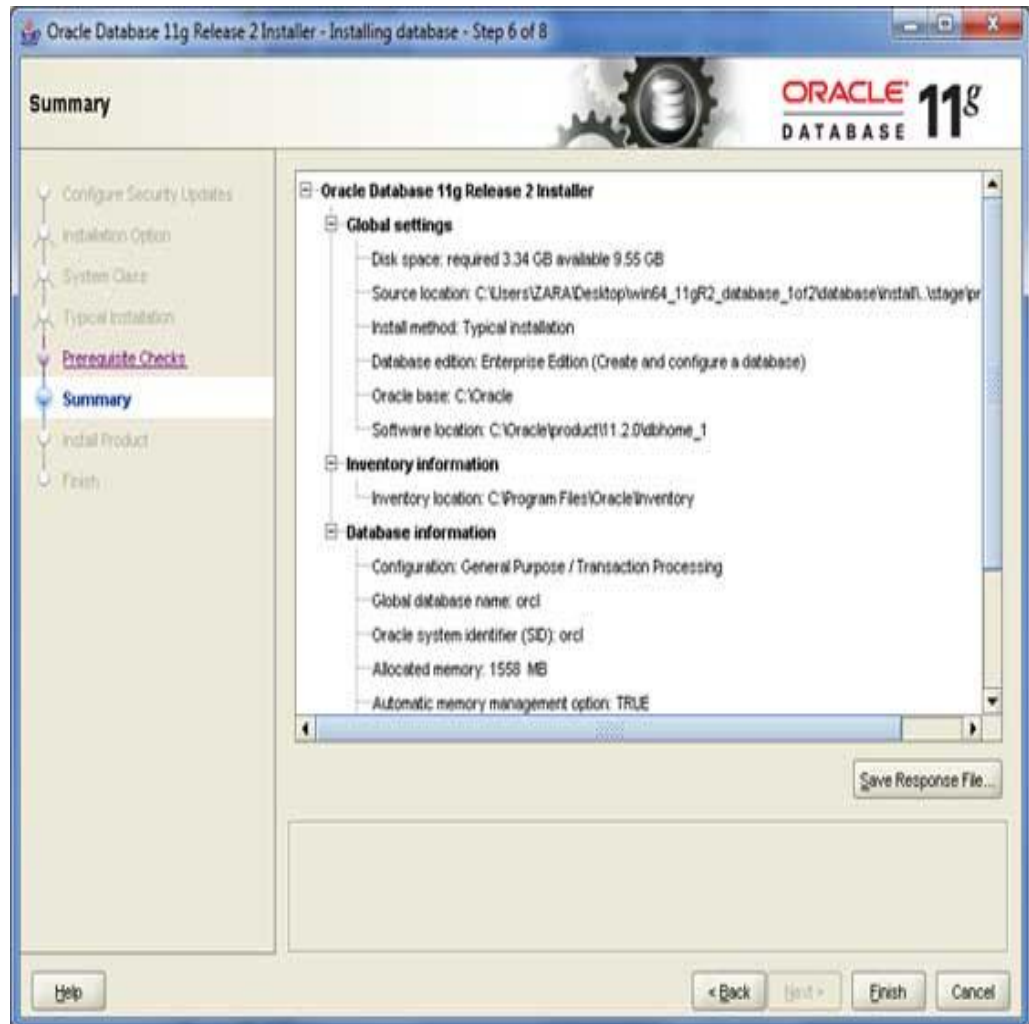 Oracle Database 11g Release 2 Installer - Installing database - Step 6 of 8
Summary
ORACLE
DATABASE 11g
Configure Security Updates
Installation Option
System Class
Typical Installation
Prerequisite Checks
Summary
Install Product
Finish
Oracle Database 11g Release 2 Installer
Global settings
Disk space: required 3.34 GB available 9.55 GB
Source location: C:\Users\ZARA\Desktop\win64_11gR2_database_1of2\database\install\..\stage\pr
Install method: Typical installation
Database edition: Enterprise Edition (Create and configure a database)
Oracle base: C:\Oracle
Software location: C:\Oracle\product\11.2.0\dbhome_1
Inventory information
Inventory location: C:\Program Files\Oracle\Inventory
Database information
Configuration: General Purpose / Transaction Processing
Global database name: orcl
Oracle system identifier (SID): orcl
Allocated memory: 1558 MB
Automatic memory management option: TRUE
Save Response File...
Help
< Back
Next >
Finish
Cancel